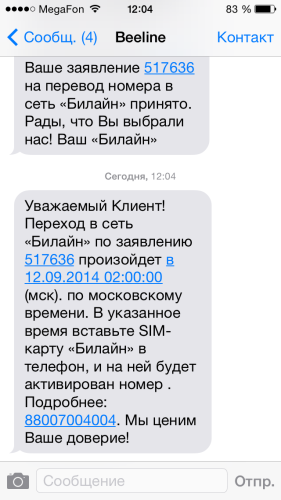 MegaFon 12:04 83 %
Сообщ. (4) Beeline Контакт
Ваше заявление 517636
на перевод номера в
сеть «Билайн» принято.
Рады, что Вы выбрали
нас! Ваш «Билайн»
Сегодня, 12:04
Уважаемый Клиент!
Переход в сеть
«Билайн» по заявлению
517636 произойдет в
12.09.2014 02:00:00
(мск). по московскому
времени. В указанное
время вставьте SIM-
карту «Билайн» в
телефон, и на ней будет
активирован номер .
Подробнее:
88007004004. Мы ценим
Ваше доверие!
Сообщение Отпр.